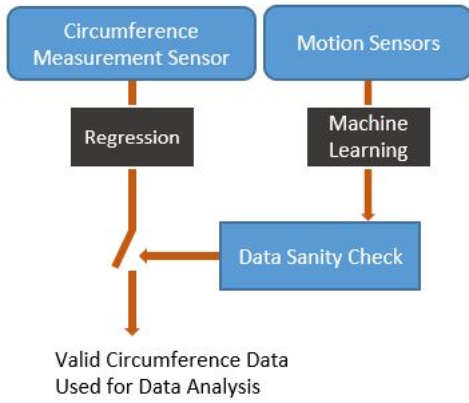 Circumference
Measurement Sensor
Motion Sensors
Regression
Machine
Learning
Data Sanity Check
Valid Circumference Data
Used for Data Analysis